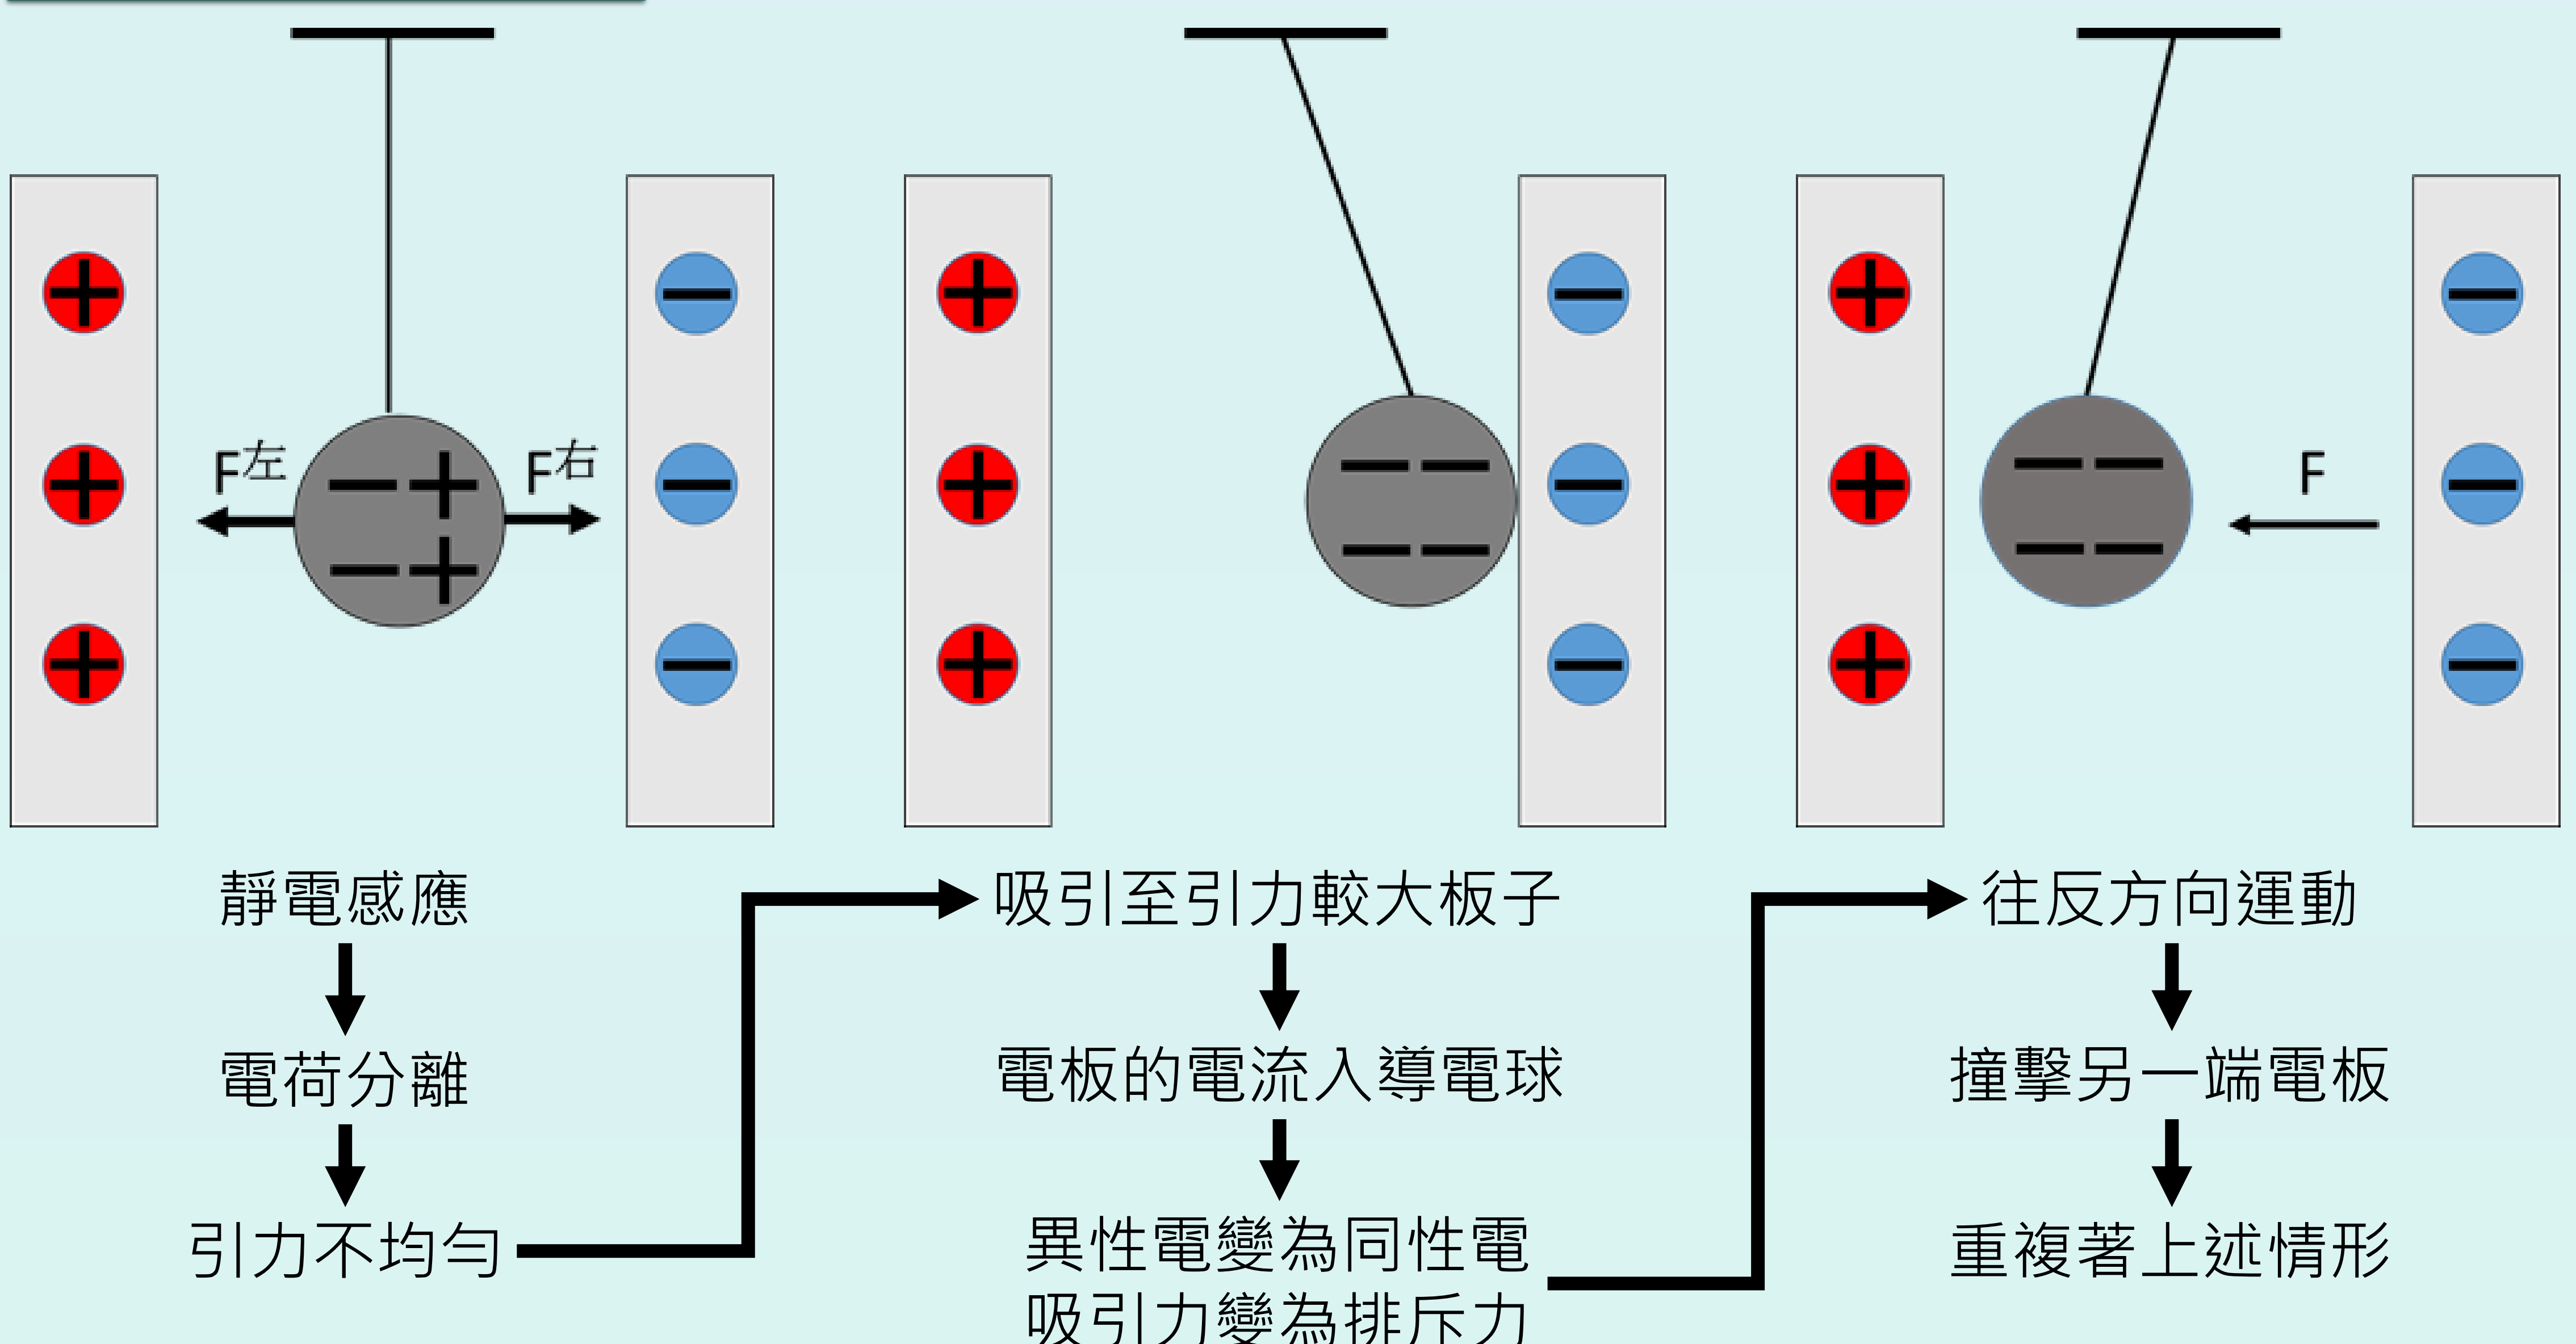 F左
F右
F
靜電感應
電荷分離
引力不均勻
吸引至引力較大板子
電板的電流入導電球
異性電變為同性電
吸引力變為排斥力
往反方向運動
撞擊另一端電板
重複著上述情形